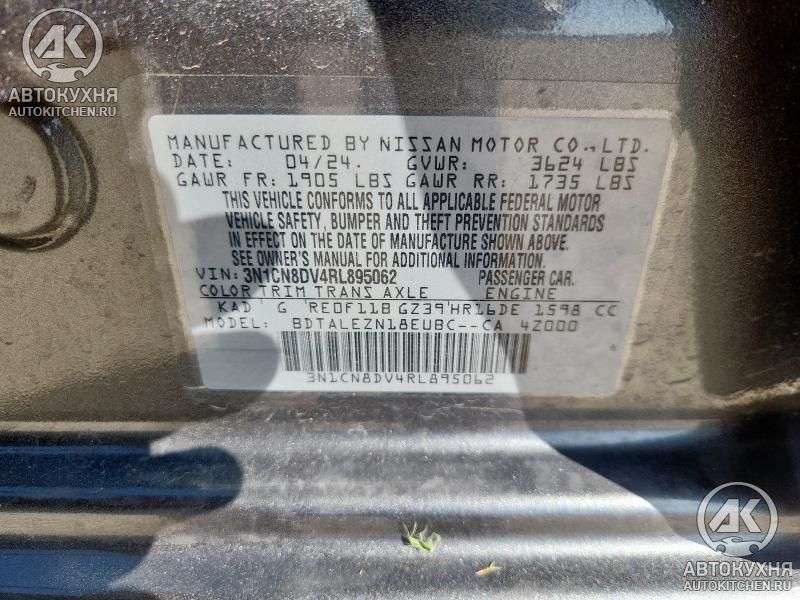 АК
АВТОКУХНЯ
AUTOKITCHEN.RU
MANUFACTURED BY NISSAN MOTOR CO.,LTD.
DATE: 04/24. GVWR: 3624 LBS
GAWR FR: 1905 LBS GAWR RR: 1735 LBS
THIS VEHICLE CONFORMS TO ALL APPLICABLE FEDERAL MOTOR
VEHICLE SAFETY, BUMPER AND THEFT PREVENTION STANDARDS
IN EFFECT ON THE DATE OF MANUFACTURE SHOWN ABOVE.
SEE OWNER'S MANUAL FOR ADDITIONAL INFORMATION.
VIN: 3N1CN8DV4RL895062 PASSENGER CAR.
COLOR TRIM TRANS AXLE ENGINE
KAD G RE0F11B GZ39 HR16DE 1598 CC
MODEL: BDTALEZN18EUBC--CA 4Z000
3N1CN8DV4RL895062
АК
АВТОКУХНЯ
AUTOKITCHEN.RU